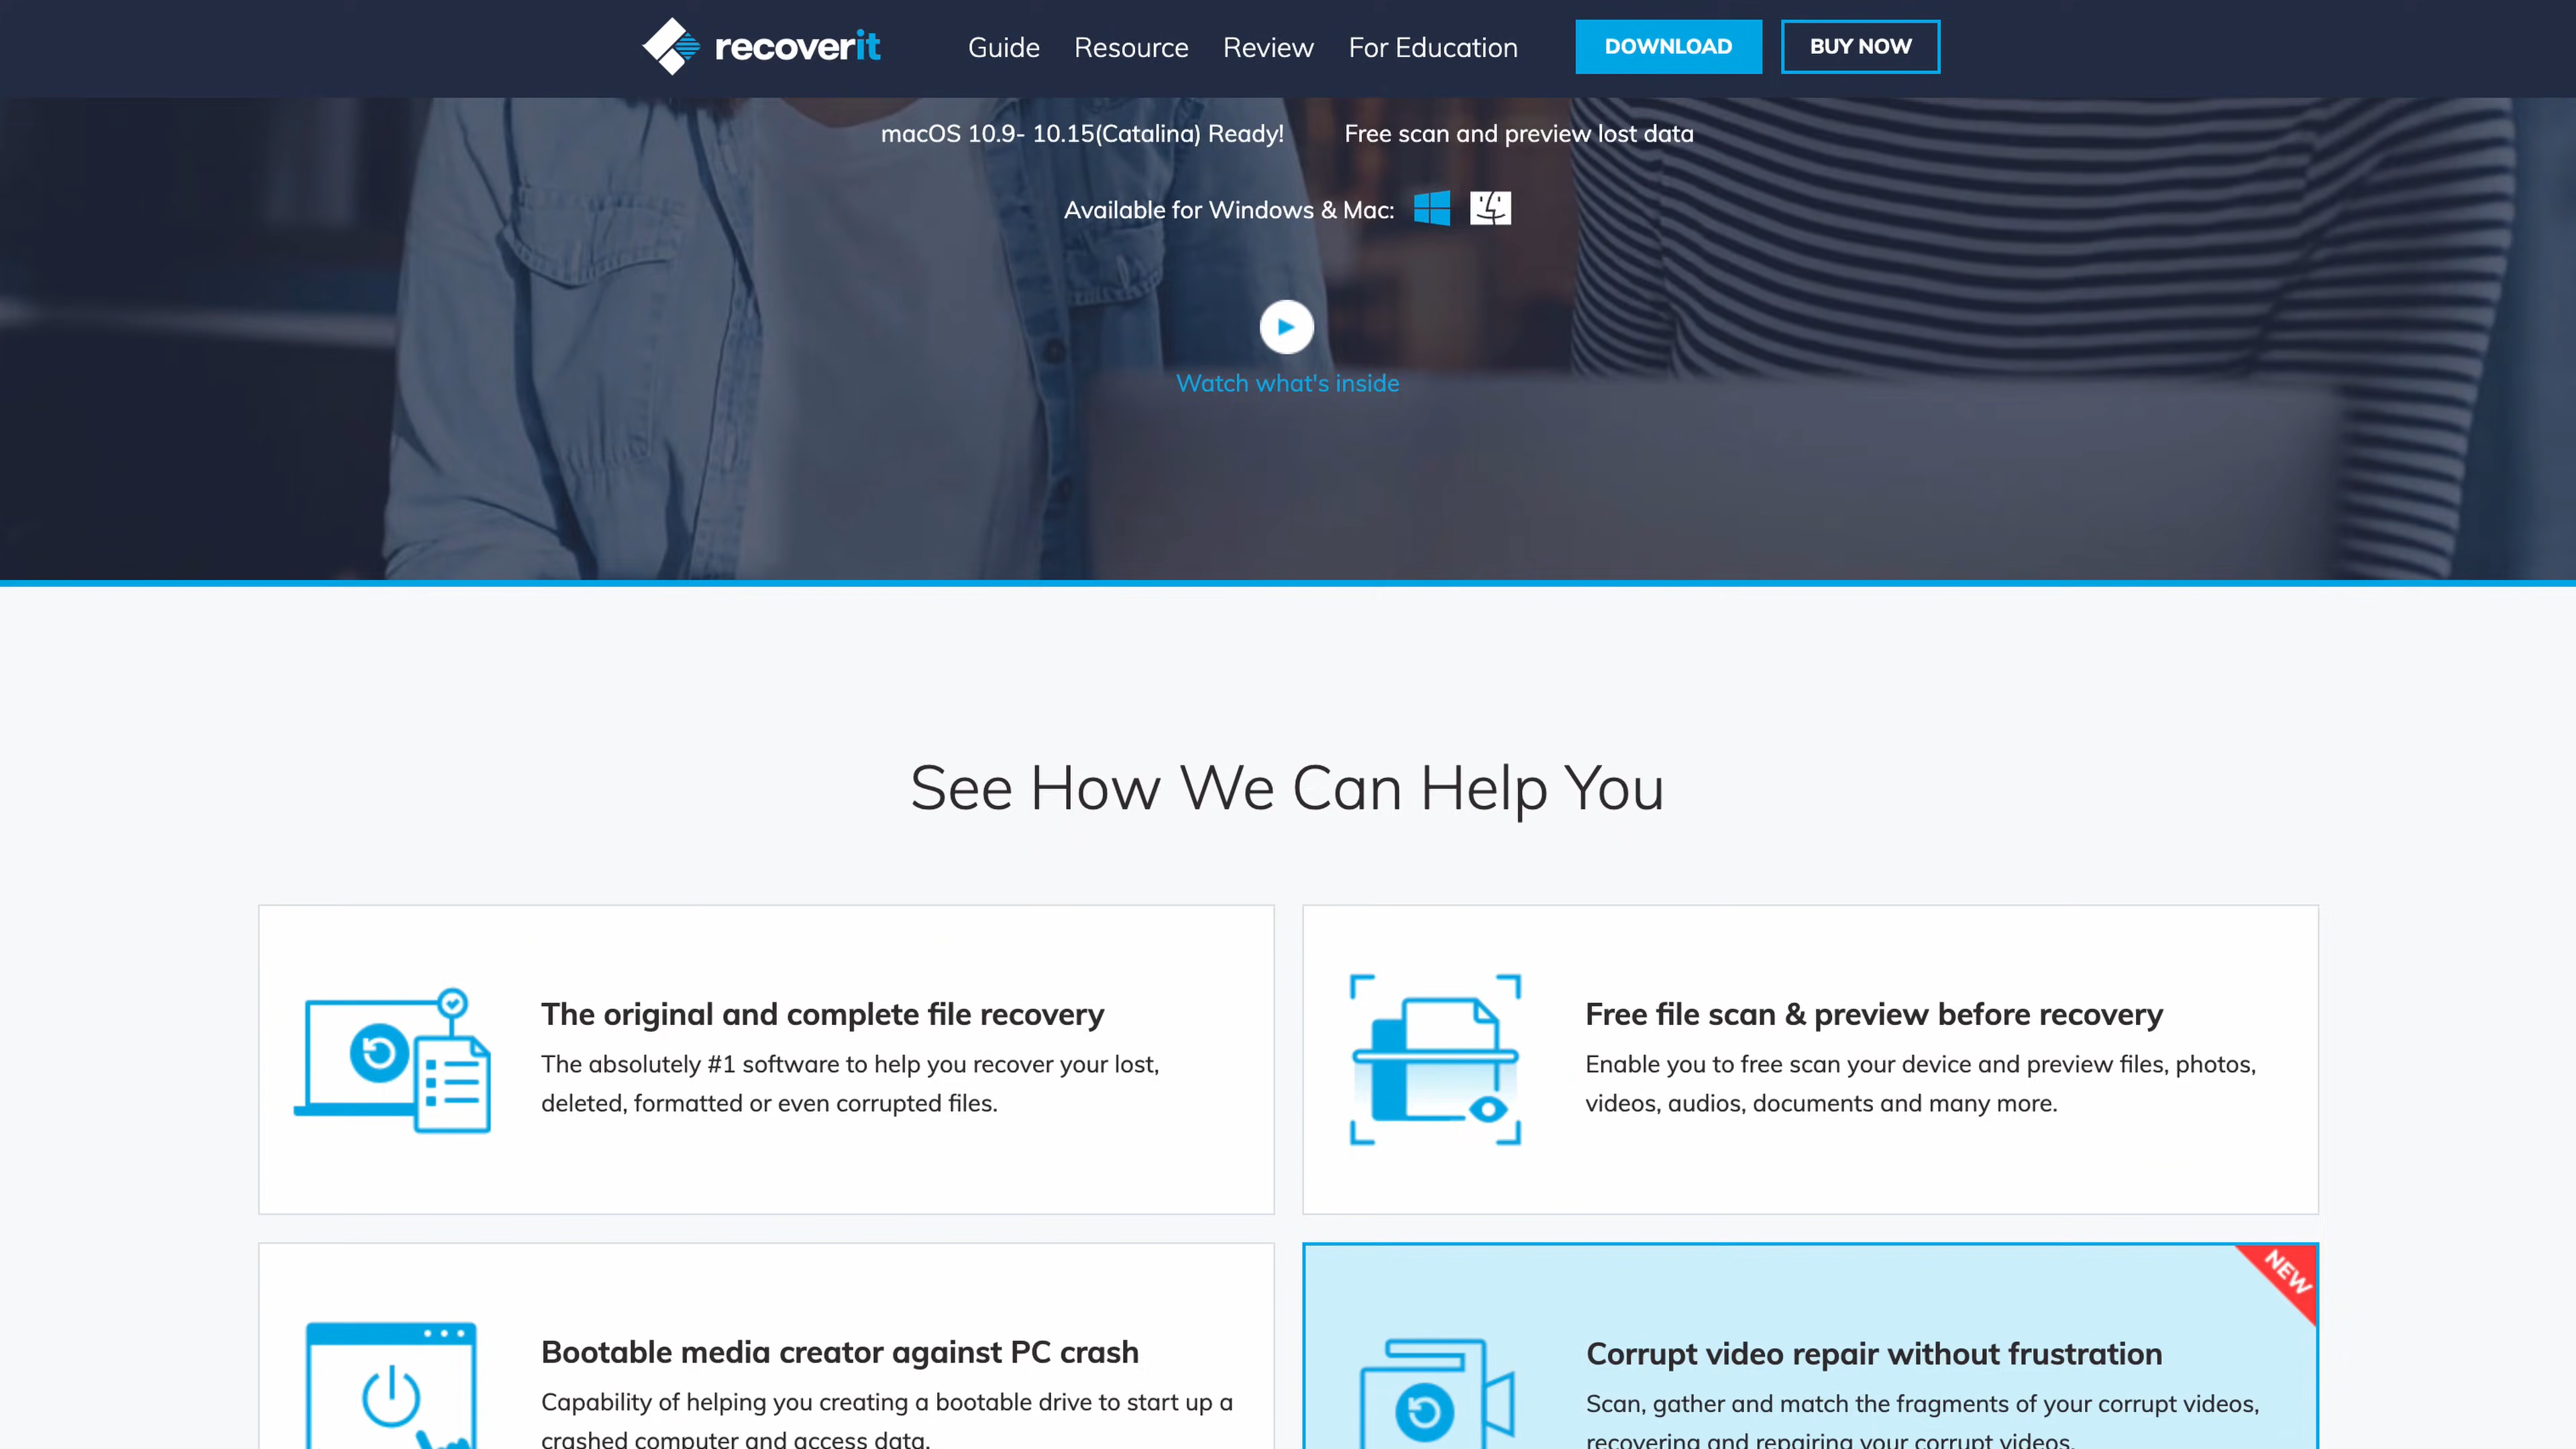 recoverit Guide Resource Review For Education DOWNLOAD BUY NOW
macOS 10.9- 10.15(Catalina) Ready! Free scan and preview lost data
Available for Windows & Mac:
Watch what's inside
See How We Can Help You
The original and complete file recovery
The absolutely #1 software to help you recover your lost,
deleted, formatted or even corrupted files.
Free file scan & preview before recovery
Enable you to free scan your device and preview files, photos,
videos, audios, documents and many more.
Bootable media creator against PC crash
Capability of helping you creating a bootable drive to start up a
crashed computer and access data.
NEW
Corrupt video repair without frustration
Scan, gather and match the fragments of your corrupt videos,
recovering and repairing your corrupt videos.